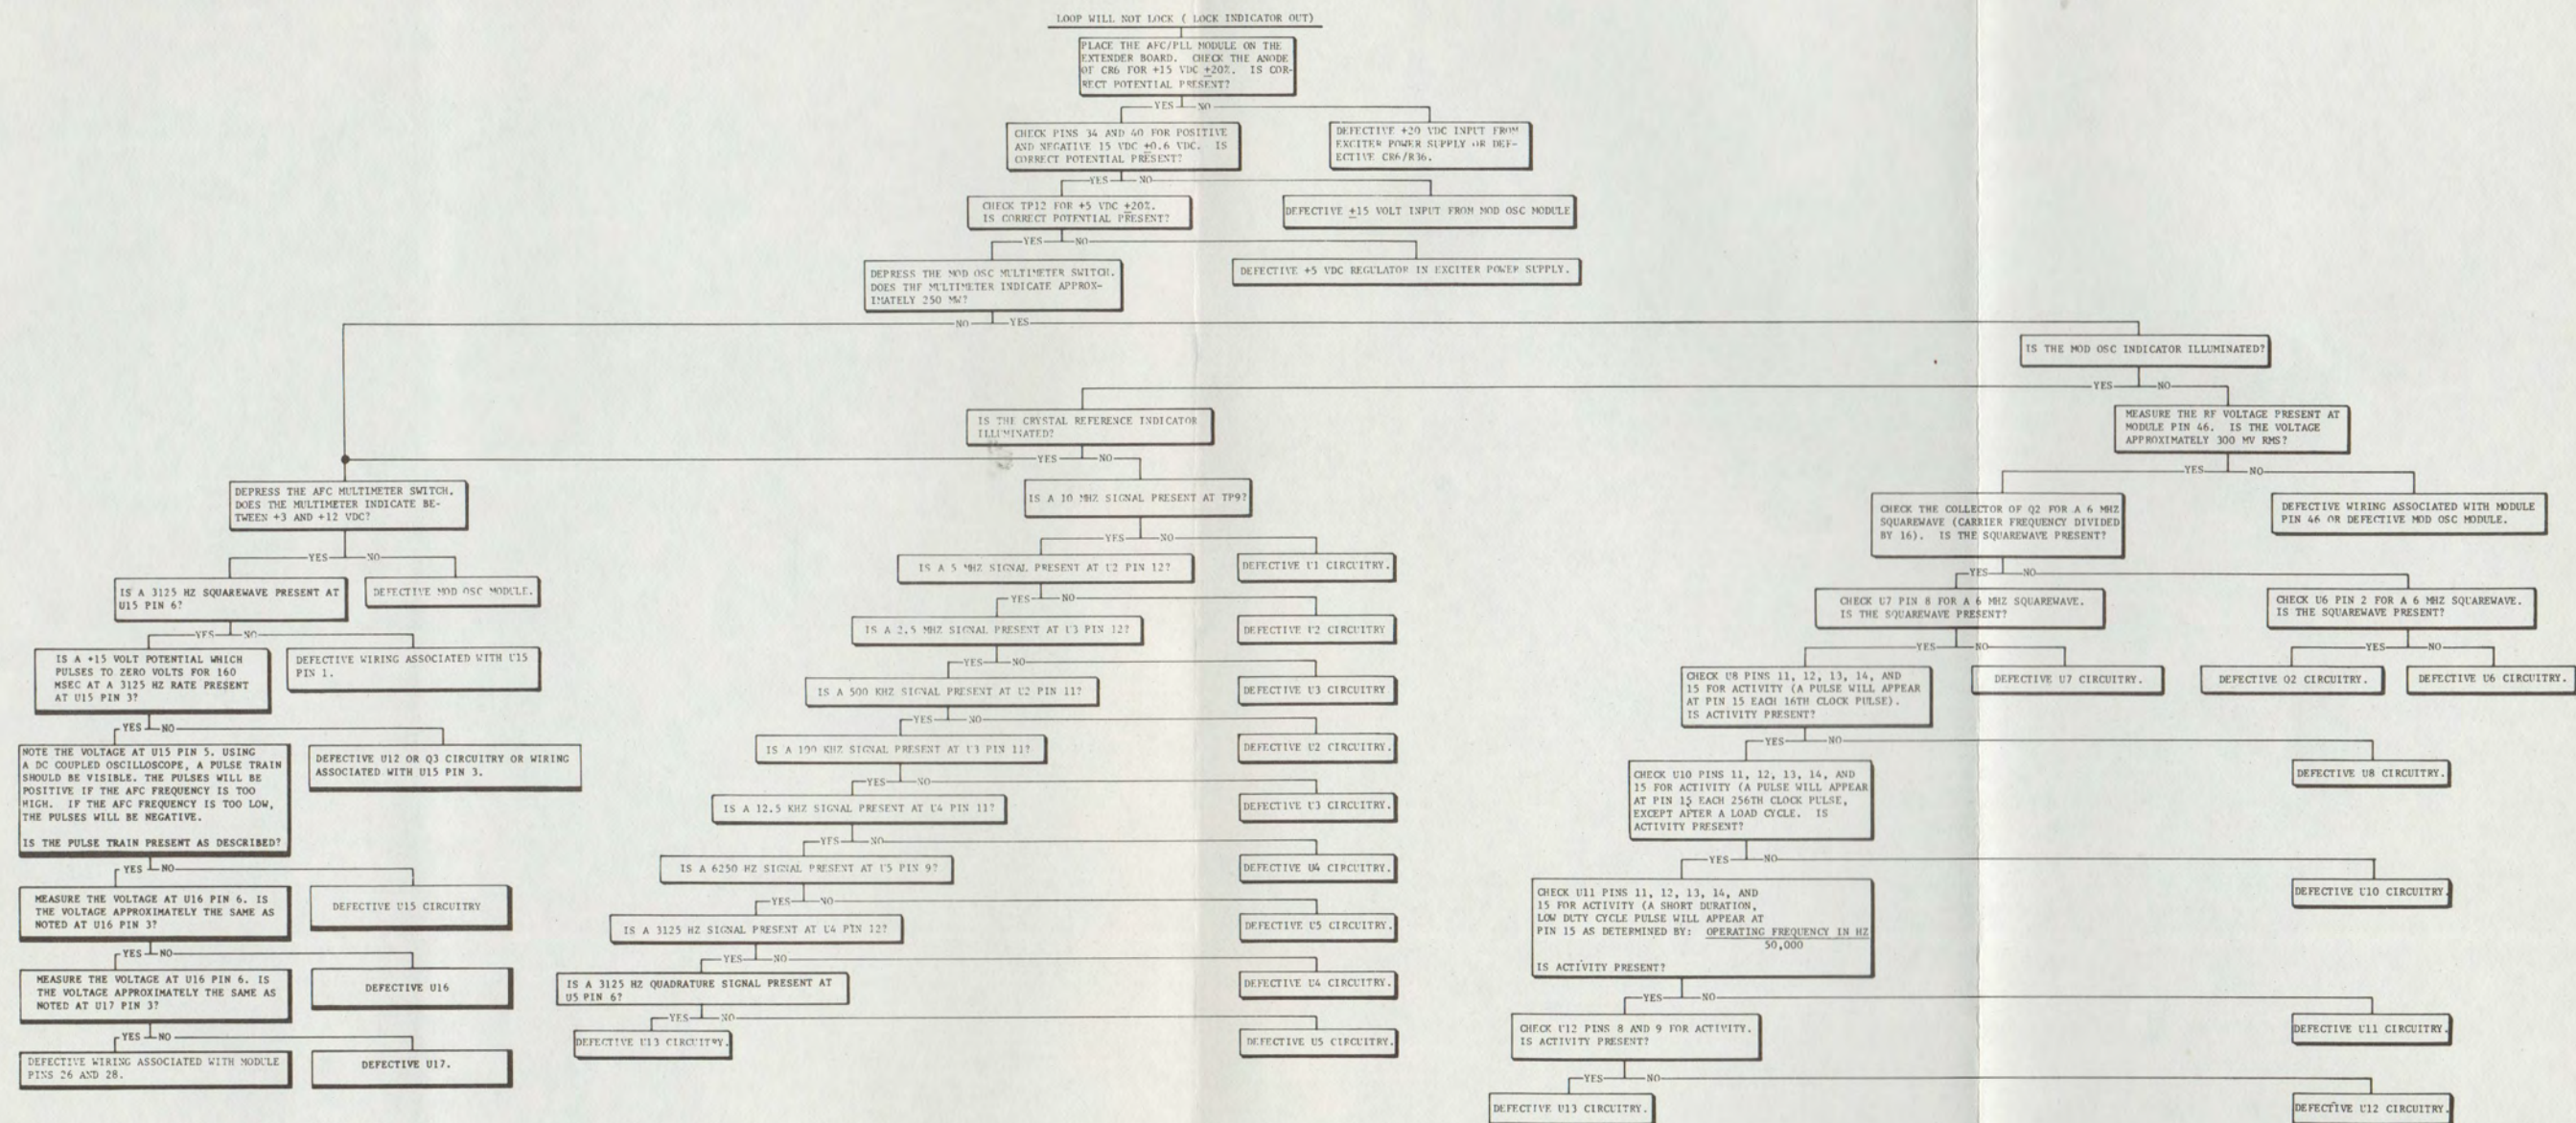 LOOP WILL NOT LOCK ( LOCK INDICATOR OUT)
PLACE THE AFC/PLL MODULE ON THE
EXTENDER BOARD. CHECK THE ANODE
OF CR6 FOR +15 VDC ±20%. IS COR-
RECT POTENTIAL PRESENT?
YES NO
CHECK PINS 34 AND 40 FOR POSITIVE
AND NEGATIVE 15 VDC ±0.6 VDC. IS
CORRECT POTENTIAL PRESENT?
DEFECTIVE +20 VDC INPUT FROM
EXCITER POWER SUPPLY OR DEF-
ECTIVE CR6/R36.
YES NO
CHECK TP12 FOR +5 VDC ±20%.
IS CORRECT POTENTIAL PRESENT?
DEFECTIVE ±15 VOLT INPUT FROM MOD OSC MODULE
YES NO
DEPRESS THE MOD OSC MULTIMETER SWITCH.
DOES THE MULTIMETER INDICATE APPROX-
IMATELY 250 MW?
DEFECTIVE +5 VDC REGULATOR IN EXCITER POWER SUPPLY.
NO YES
IS THE MOD OSC INDICATOR ILLUMINATED?
YES NO
IS THE CRYSTAL REFERENCE INDICATOR
ILLUMINATED?
MEASURE THE RF VOLTAGE PRESENT AT
MODULE PIN 46. IS THE VOLTAGE
APPROXIMATELY 300 MV RMS?
YES NO
YES NO
DEPRESS THE AFC MULTIMETER SWITCH.
DOES THE MULTIMETER INDICATE BE-
TWEEN +3 AND +12 VDC?
YES NO
IS A 3125 HZ SQUAREWAVE PRESENT AT
U15 PIN 6?
DEFECTIVE MOD OSC MODULE.
YES NO
IS A +15 VOLT POTENTIAL WHICH
PULSES TO ZERO VOLTS FOR 160
MSEC AT A 3125 HZ RATE PRESENT
AT U15 PIN 3?
DEFECTIVE WIRING ASSOCIATED WITH U15
PIN 1.
YES NO
NOTE THE VOLTAGE AT U15 PIN 5. USING
A DC COUPLED OSCILLOSCOPE, A PULSE TRAIN
SHOULD BE VISIBLE. THE PULSES WILL BE
POSITIVE IF THE AFC FREQUENCY IS TOO
HIGH. IF THE AFC FREQUENCY IS TOO LOW,
THE PULSES WILL BE NEGATIVE.
IS THE PULSE TRAIN PRESENT AS DESCRIBED?
DEFECTIVE U12 OR Q3 CIRCUITRY OR WIRING
ASSOCIATED WITH U15 PIN 3.
YES NO
MEASURE THE VOLTAGE AT U16 PIN 6. IS
THE VOLTAGE APPROXIMATELY THE SAME AS
NOTED AT U16 PIN 3?
DEFECTIVE U15 CIRCUITRY
YES NO
MEASURE THE VOLTAGE AT U16 PIN 6. IS
THE VOLTAGE APPROXIMATELY THE SAME AS
NOTED AT U17 PIN 3?
DEFECTIVE U16
YES NO
DEFECTIVE WIRING ASSOCIATED WITH MODULE
PINS 26 AND 28.
DEFECTIVE U17.
IS A 10 MHZ SIGNAL PRESENT AT TP9?
YES NO
IS A 5 MHZ SIGNAL PRESENT AT U2 PIN 12?
DEFECTIVE U1 CIRCUITRY.
YES NO
IS A 2.5 MHZ SIGNAL PRESENT AT U3 PIN 12?
DEFECTIVE U2 CIRCUITRY
YES NO
IS A 500 KHZ SIGNAL PRESENT AT U2 PIN 11?
DEFECTIVE U3 CIRCUITRY
YES NO
IS A 100 KHZ SIGNAL PRESENT AT U3 PIN 11?
DEFECTIVE U2 CIRCUITRY.
YES NO
IS A 12.5 KHZ SIGNAL PRESENT AT U4 PIN 11?
DEFECTIVE U3 CIRCUITRY.
YES NO
IS A 6250 HZ SIGNAL PRESENT AT U5 PIN 9?
DEFECTIVE U4 CIRCUITRY.
YES NO
IS A 3125 HZ SIGNAL PRESENT AT U4 PIN 12?
DEFECTIVE U5 CIRCUITRY.
YES NO
IS A 3125 HZ QUADRATURE SIGNAL PRESENT AT
U5 PIN 6?
DEFECTIVE U4 CIRCUITRY.
YES NO
DEFECTIVE U13 CIRCUITRY.
DEFECTIVE U5 CIRCUITRY.
CHECK THE COLLECTOR OF Q2 FOR A 6 MHZ
SQUAREWAVE (CARRIER FREQUENCY DIVIDED
BY 16). IS THE SQUAREWAVE PRESENT?
DEFECTIVE WIRING ASSOCIATED WITH MODULE
PIN 46 OR DEFECTIVE MOD OSC MODULE.
YES NO
CHECK U7 PIN 8 FOR A 6 MHZ SQUAREWAVE.
IS THE SQUAREWAVE PRESENT?
CHECK U6 PIN 2 FOR A 6 MHZ SQUAREWAVE.
IS THE SQUAREWAVE PRESENT?
YES NO
YES NO
CHECK U8 PINS 11, 12, 13, 14, AND
15 FOR ACTIVITY (A PULSE WILL APPEAR
AT PIN 15 EACH 16TH CLOCK PULSE).
IS ACTIVITY PRESENT?
DEFECTIVE U7 CIRCUITRY.
DEFECTIVE Q2 CIRCUITRY.
DEFECTIVE U6 CIRCUITRY.
YES NO
CHECK U10 PINS 11, 12, 13, 14, AND
15 FOR ACTIVITY (A PULSE WILL APPEAR
AT PIN 15 EACH 256TH CLOCK PULSE,
EXCEPT AFTER A LOAD CYCLE. IS
ACTIVITY PRESENT?
DEFECTIVE U8 CIRCUITRY.
YES NO
CHECK U11 PINS 11, 12, 13, 14, AND
15 FOR ACTIVITY (A SHORT DURATION,
LOW DUTY CYCLE PULSE WILL APPEAR AT
PIN 15 AS DETERMINED BY: OPERATING FREQUENCY IN HZ
50,000
IS ACTIVITY PRESENT?
DEFECTIVE U10 CIRCUITRY.
YES NO
CHECK U12 PINS 8 AND 9 FOR ACTIVITY.
IS ACTIVITY PRESENT?
DEFECTIVE U11 CIRCUITRY.
YES NO
DEFECTIVE U13 CIRCUITRY.
DEFECTIVE U12 CIRCUITRY.